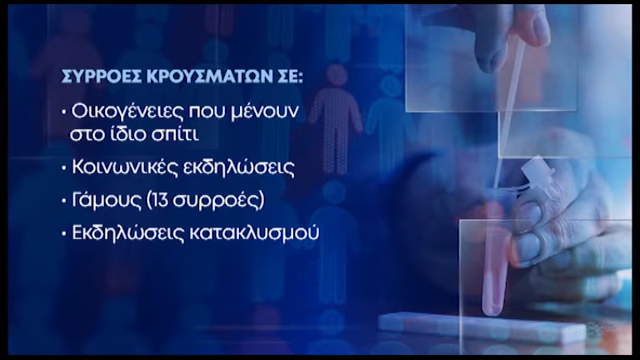 ΣΥΡΡΟΕΣ ΚΡΟΥΣΜΑΤΩΝ ΣΕ:
• Οικογένειες που μένουν
στο ίδιο σπίτι
• Κοινωνικές εκδηλώσεις
• Γάμους (13 συρροές)
• Εκδηλώσεις κατακλυσμού